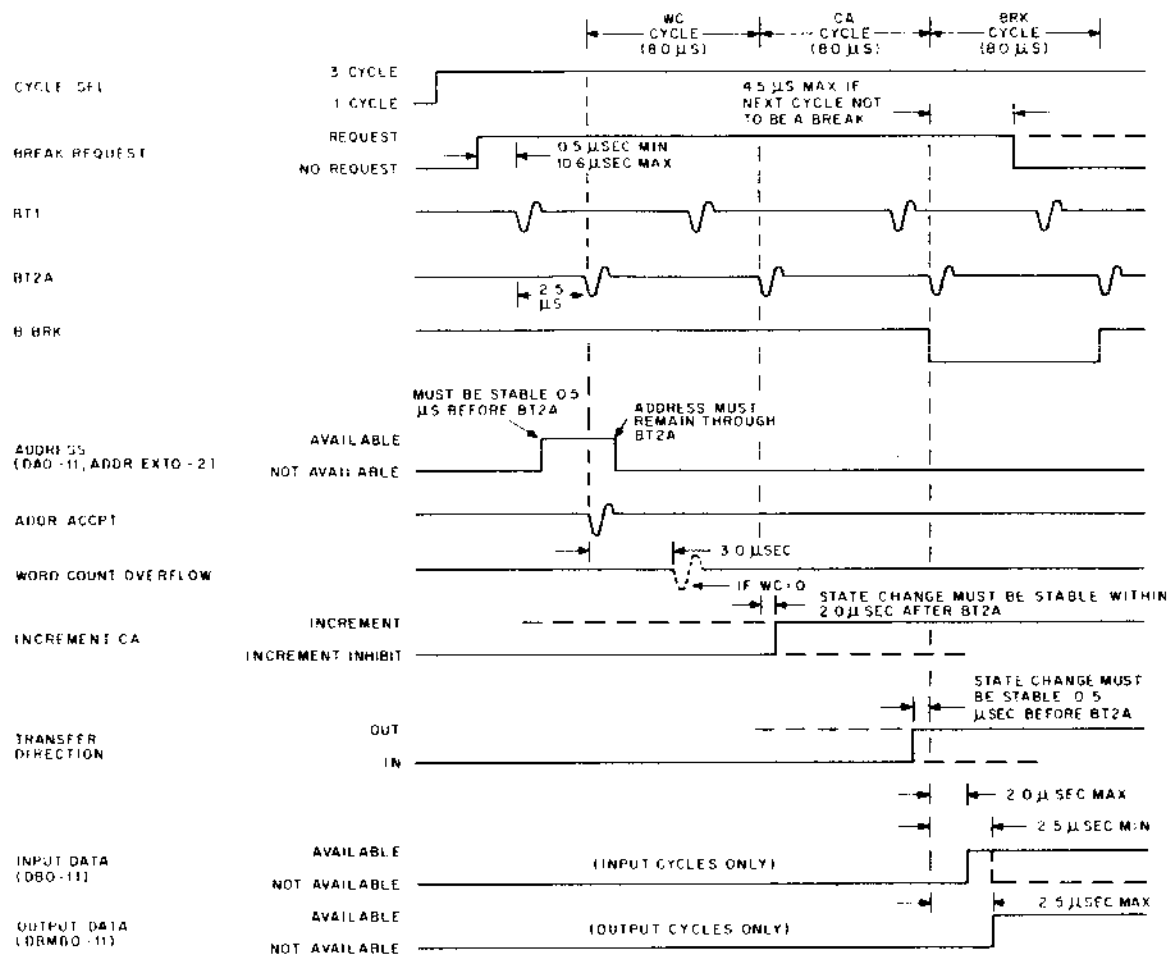 WC CYCLE (8.0 µS)
CA CYCLE (8.0 µS)
BRK CYCLE (8.0 µS)
CYCLE SEL
3 CYCLE
1 CYCLE
4.5 µS MAX IF
NEXT CYCLE NOT
TO BE A BREAK
BREAK REQUEST
REQUEST
NO REQUEST
0.5 µSEC MIN
10.6 µSEC MAX
BT1
BT2A
2.5
µS
B BRK
MUST BE STABLE 0.5
µS BEFORE BT2A
ADDRESS MUST
REMAIN THROUGH
BT2A
ADDRESS
(DA0-11, ADDR EXT0-2)
AVAILABLE
NOT AVAILABLE
ADDR ACCPT
3.0 µSEC
WORD COUNT OVERFLOW
IF WC=0
STATE CHANGE MUST BE STABLE WITHIN
2.0 µSEC AFTER BT2A
INCREMENT CA
INCREMENT
INCREMENT INHIBIT
STATE CHANGE MUST
BE STABLE 0.5
µSEC BEFORE BT2A
TRANSFER
DIRECTION
OUT
IN
2.0 µSEC MAX
2.5 µSEC MIN
INPUT DATA
(DB0-11)
AVAILABLE
NOT AVAILABLE
(INPUT CYCLES ONLY)
2.5 µSEC MAX
OUTPUT DATA
(DBMB0-11)
AVAILABLE
NOT AVAILABLE
(OUTPUT CYCLES ONLY)